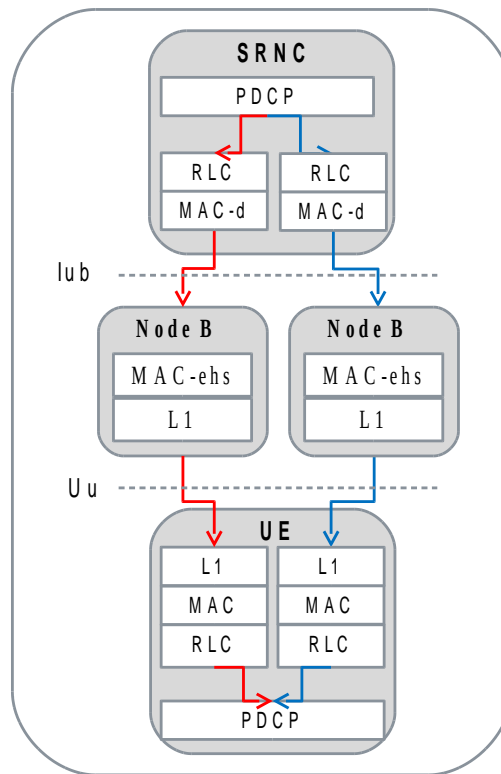 SRNC
PDCP
RLC
RLC
MAC-d
MAC-d
Iub
Node B
Node B
MAC-ehs
MAC-ehs
L1
L1
Uu
UE
L1
L1
MAC
MAC
RLC
RLC
PDCP